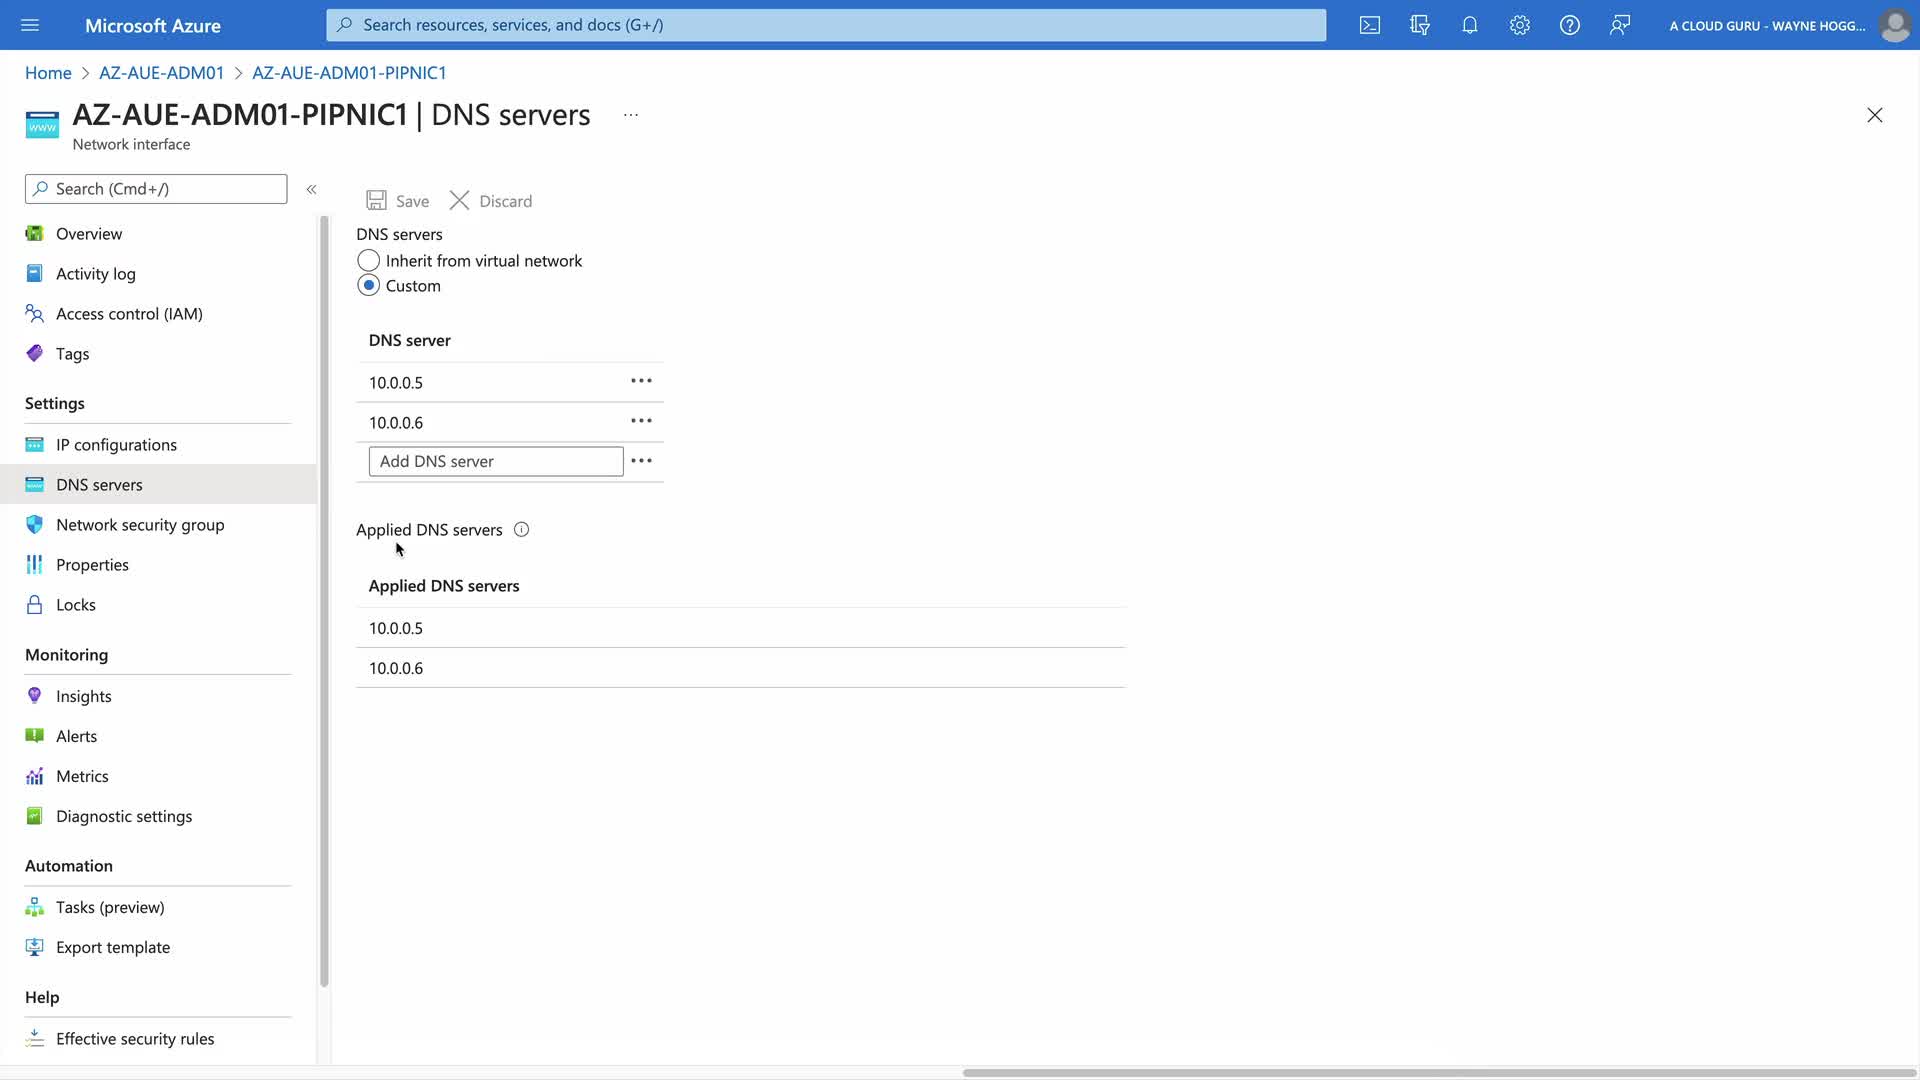 Microsoft Azure
Search resources, services, and docs (G+/)
A CLOUD GURU - WAYNE HOGG...
Home > AZ-AUE-ADM01 > AZ-AUE-ADM01-PIPNIC1
www
AZ-AUE-ADM01-PIPNIC1 | DNS servers ...
Network interface
Search (Cmd+/)
«
Overview
Activity log
Access control (IAM)
Tags
Settings
IP configurations
DNS servers
Network security group
Properties
Locks
Monitoring
Insights
Alerts
Metrics
Diagnostic settings
Automation
Tasks (preview)
Export template
Help
Effective security rules
Save Discard
DNS servers
Inherit from virtual network
Custom
DNS server
10.0.0.5 •••
10.0.0.6 •••
Add DNS server •••
Applied DNS servers
Applied DNS servers
10.0.0.5
10.0.0.6